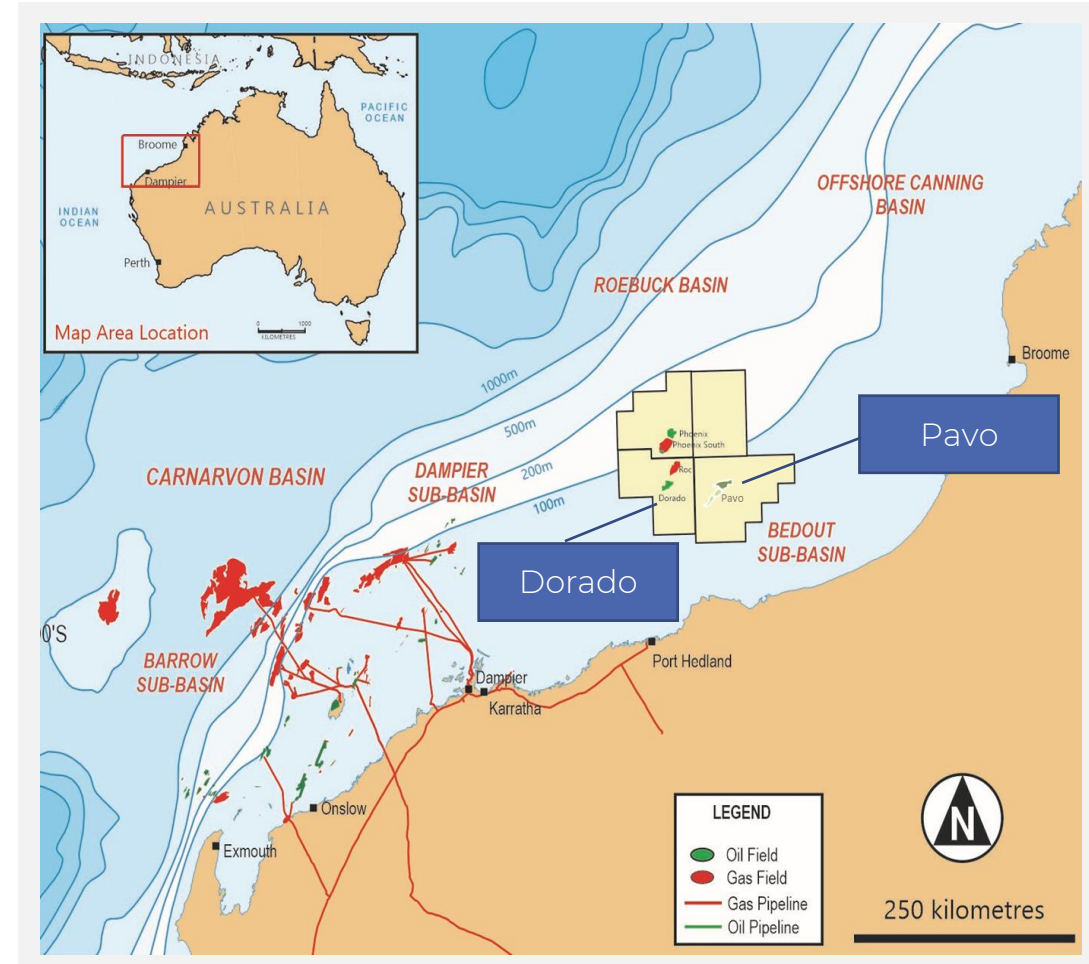 INDONESIA
PACIFIC
OCEAN
Broome
Dampier
INDIAN
OCEAN
AUSTRALIA
Perth
Map Area Location
0 1000
KILOMETRES
OFFSHORE CANNING
BASIN
ROEBUCK BASIN
Broome
1000m
500m
200m
100m
Phoenix
Phoenix South
Roc
Dorado
Pavo
Pavo
CARNARVON BASIN
DAMPIER
SUB-BASIN
BEDOUT
SUB-BASIN
Dorado
0'S
BARROW
SUB-BASIN
Port Hedland
Dampier
Karratha
Onslow
Exmouth
LEGEND
Oil Field
Gas Field
Gas Pipeline
Oil Pipeline
N
250 kilometres